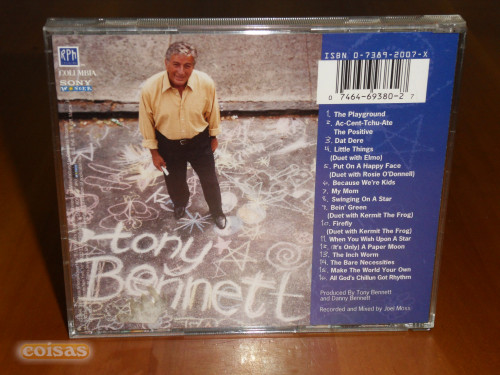 RPM
COLUMBIA
SONY
WONDER
ISBN 0-7389-2007-X
0 7464-69380-2 7
1. The Playground
2. Ac-Cent-Tchu-Ate
The Positive
3. Dat Dere
4. Little Things
(Duet with Elmo)
5. Put On A Happy Face
(Duet with Rosie O'Donnell)
6. Because We're Kids
7. My Mom
8. Swinging On A Star
9. Bein' Green
(Duet with Kermit The Frog)
10. Firefly
(Duet with Kermit The Frog)
11. When You Wish Upon A Star
12. (It's Only) A Paper Moon
13. The Inch Worm
14. The Bare Necessities
15. Make The World Your Own
16. All God's Chillun Got Rhythm
Produced By Tony Bennett
and Danny Bennett
Recorded and Mixed by Joel Moss
tony
Bennett
coisas